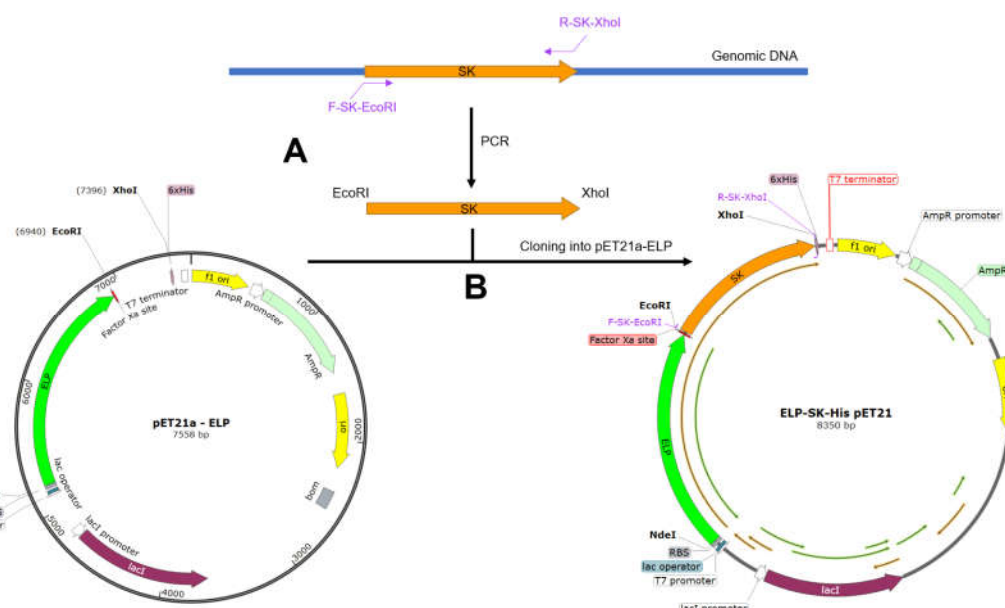 R-SK-XhoI
Genomic DNA
SK
F-SK-EcoRI
A
PCR
EcoRI
XhoI
SK
Cloning into pET21a-ELP
B
(7396) XhoI
6xHis
(6940) EcoRI
7000
T7 terminator
Factor Xa site
f1 ori
AmpR promoter
1000
AmpR
6000
ELP
pET21a - ELP
7558 bp
ori
2000
bom
lac operator
5000
lacI promoter
lacI
4000
3000
6xHis
T7 terminator
R-SK-XhoI
XhoI
AmpR promoter
f1 ori
SK
AmpR
EcoRI
F-SK-EcoRI
Factor Xa site
ELP-SK-His pET21
8350 bp
ELP
NdeI
RBS
lac operator
T7 promoter
lacI
lacI promoter